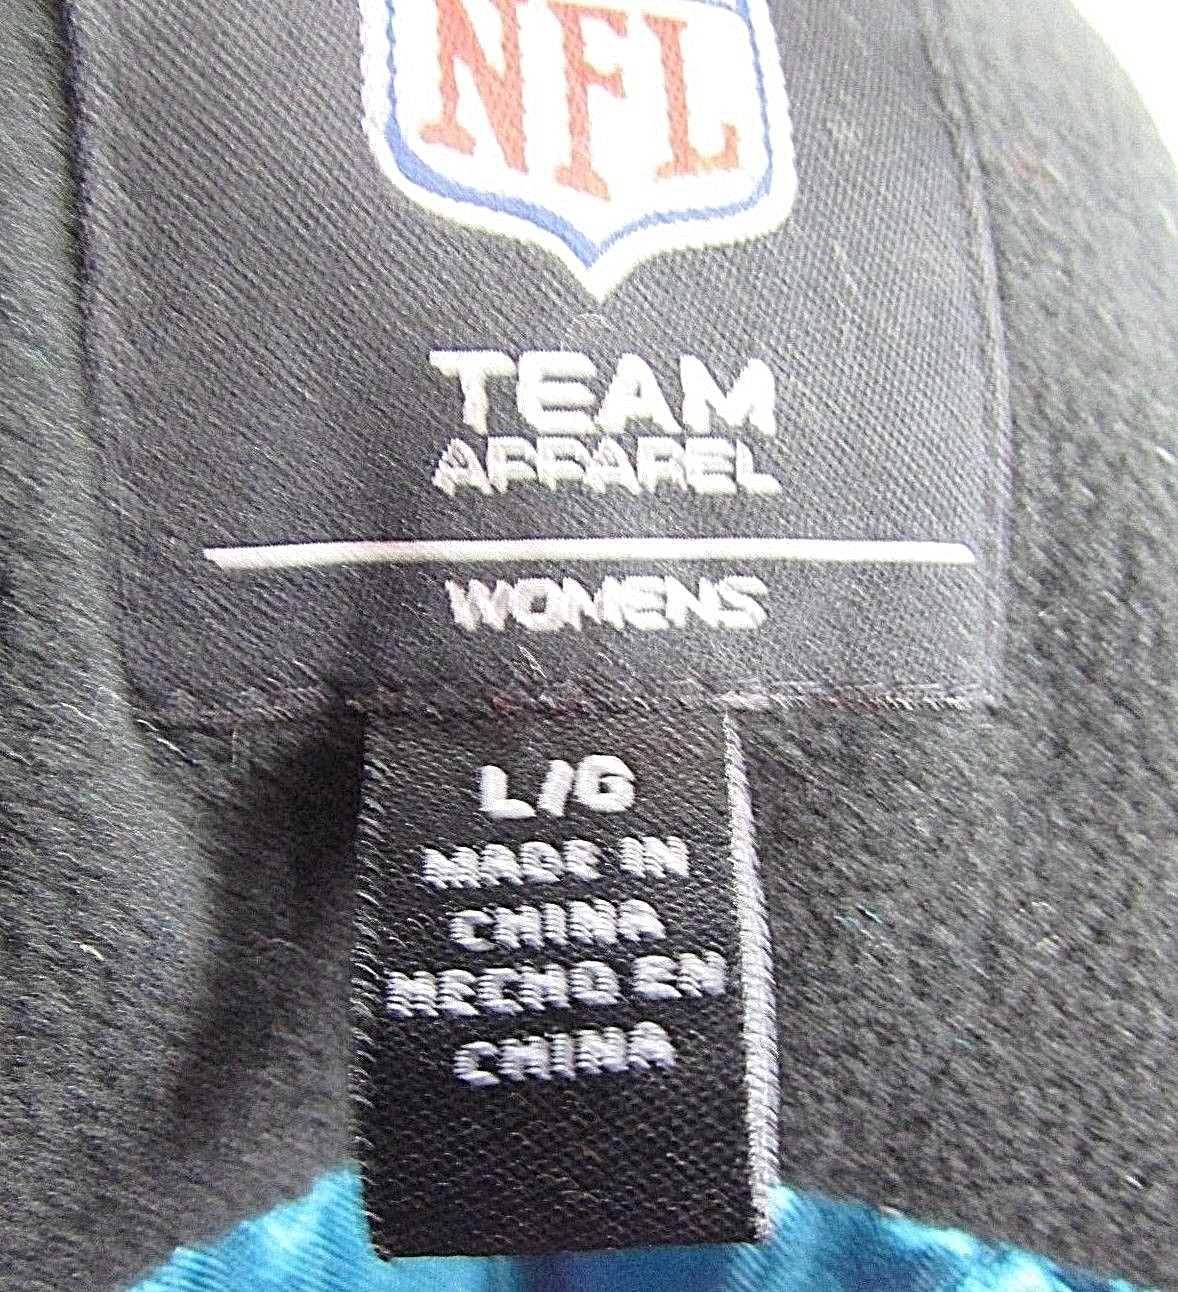 NFL
TEAM
APPAREL
WOMENS
L/G
MADE IN
CHINA
HECHO EN
CHINA